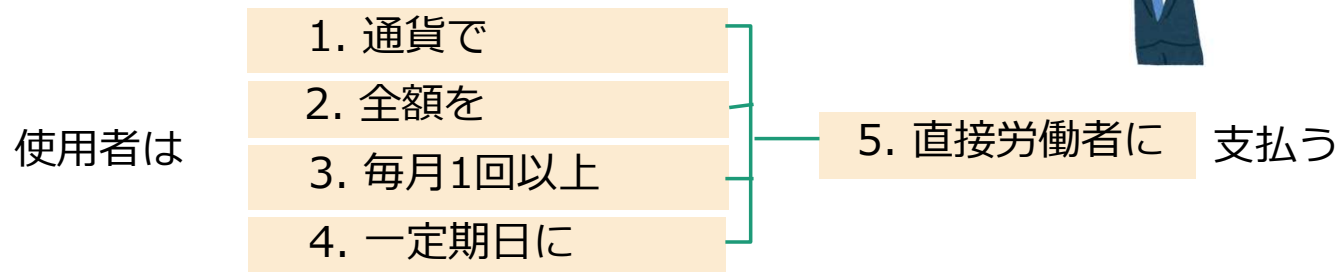 使用者は
1. 通貨で
2. 全額を
3. 毎月1回以上
4. 一定期日に
5. 直接労働者に
支払う